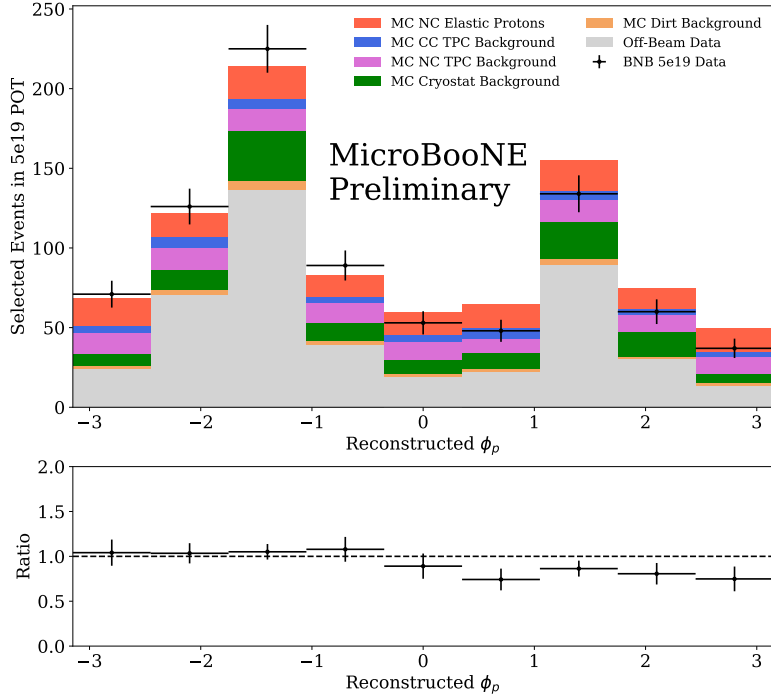 MC NC Elastic Protons
MC CC TPC Background
MC NC TPC Background
MC Cryostat Background
MC Dirt Background
Off-Beam Data
BNB 5e19 Data
MicroBooNE
Preliminary
Selected Events in 5e19 POT
250
200
150
100
50
0
−3 −2 −1 0 1 2 3
Reconstructed ϕp
Ratio
2.0
1.5
1.0
0.5
0.0
−3 −2 −1 0 1 2 3
Reconstructed ϕp